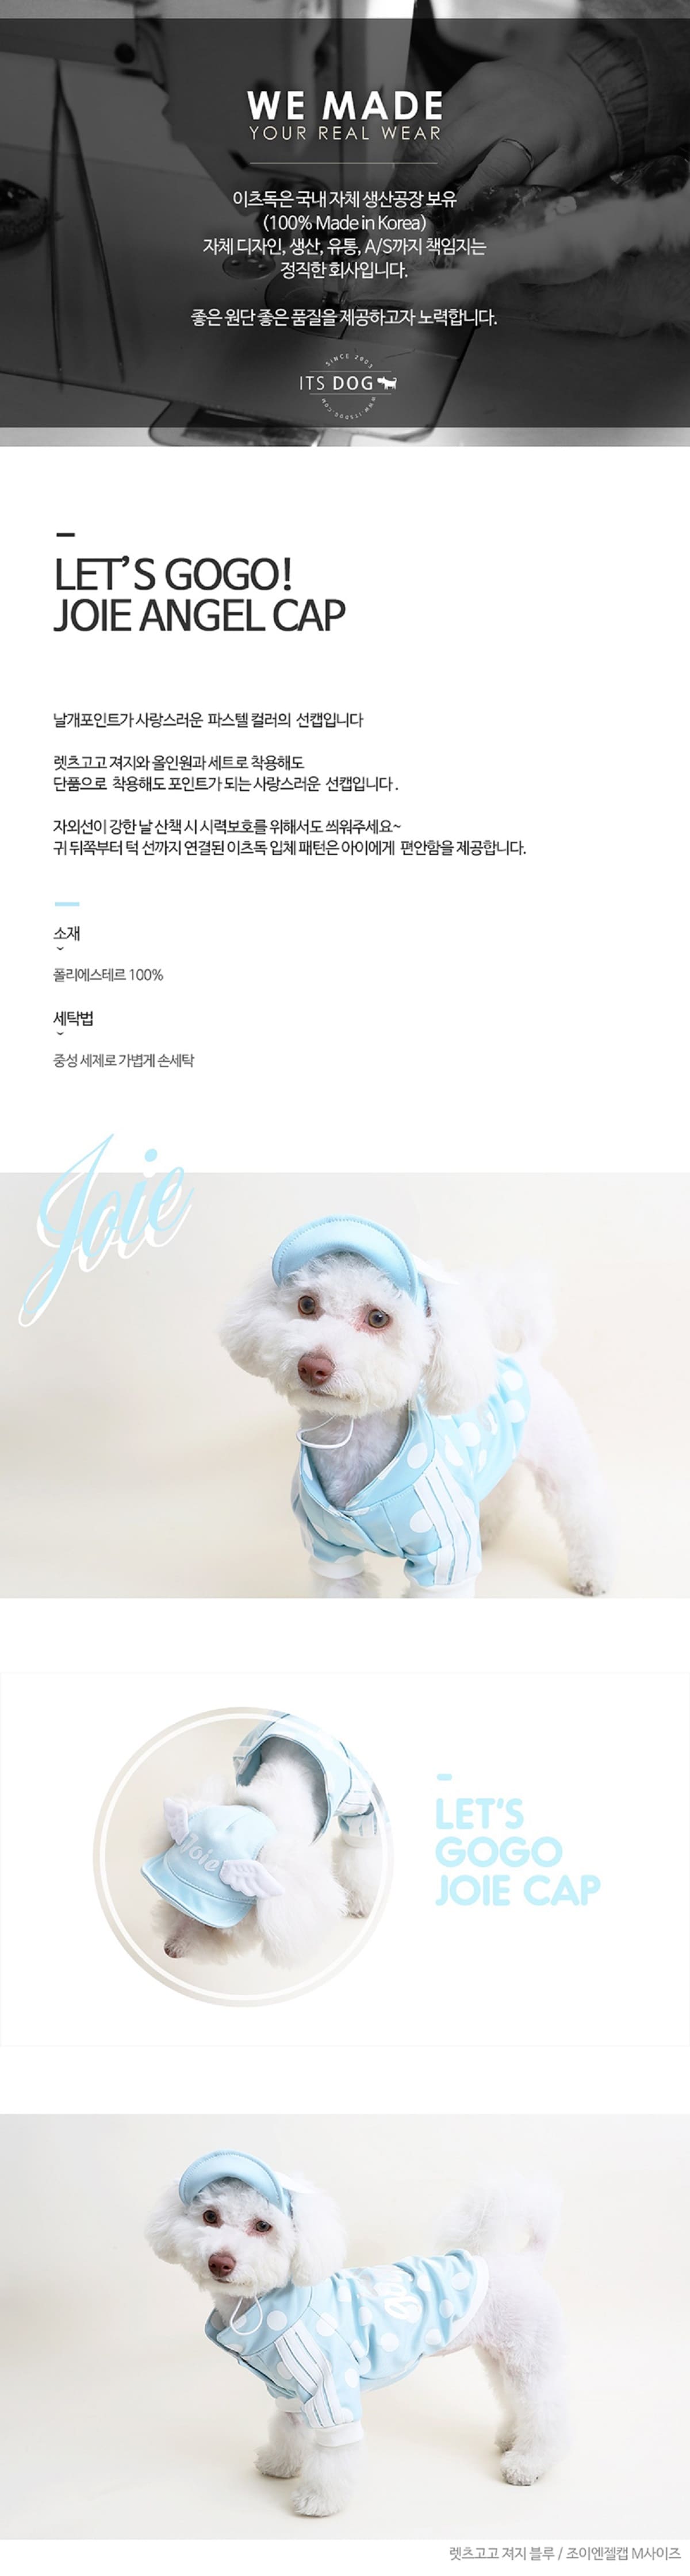 WE MADE
YOUR REAL WEAR
이츠독은 국내 자체 생산공장 보유
(100% Made in Korea)
자체 디자인, 생산, 유통, A/S까지 책임지는
정직한 회사입니다.
좋은 원단 좋은 품질을 제공하고자 노력합니다.
SINCE 2003
ITS DOG
www.itsdog.com
LET'S GOGO!
JOIE ANGEL CAP
날개포인트가 사랑스러운 파스텔 컬러의 선캡입니다
렛츠고고 져지와 올인원과 세트로 착용해도
단품으로 착용해도 포인트가 되는 사랑스러운 선캡입니다.
자외선이 강한 날 산책 시 시력보호를 위해서도 씌워주세요~
귀 뒤쪽부터 턱 선까지 연결된 이츠독 입체 패턴은 아이에게 편안함을 제공합니다.
소재
폴리에스테르 100%
세탁법
중성 세제로 가볍게 손세탁
Joie
Joie
LET'S
GOGO
JOIE CAP
렛츠고고 져지 블루 / 조이엔젤캡 M사이즈